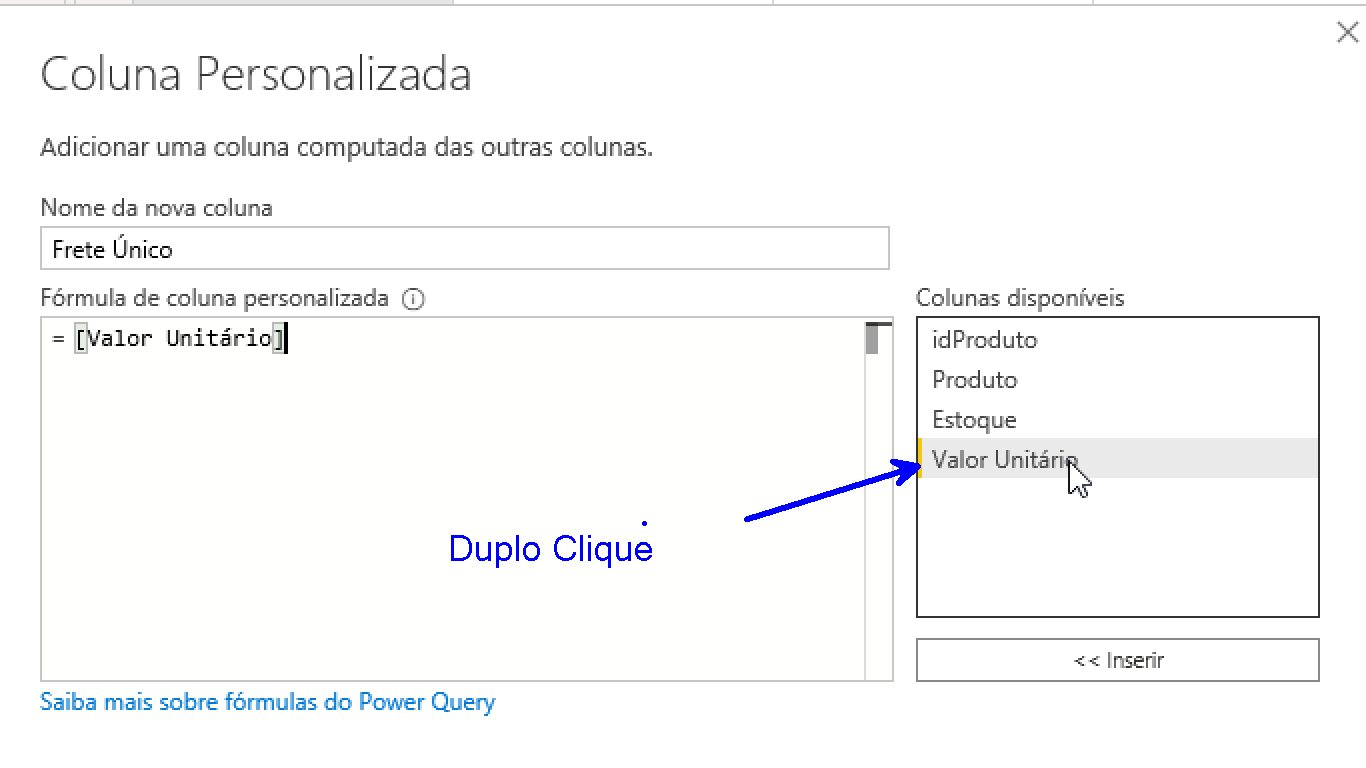 Coluna Personalizada
Adicionar uma coluna computada das outras colunas.
Nome da nova coluna
Frete Único
Fórmula de coluna personalizada
Colunas disponíveis
= [Valor Unitário]
idProduto
Produto
Estoque
Valor Unitário
Duplo Clique
<< Inserir
Saiba mais sobre fórmulas do Power Query